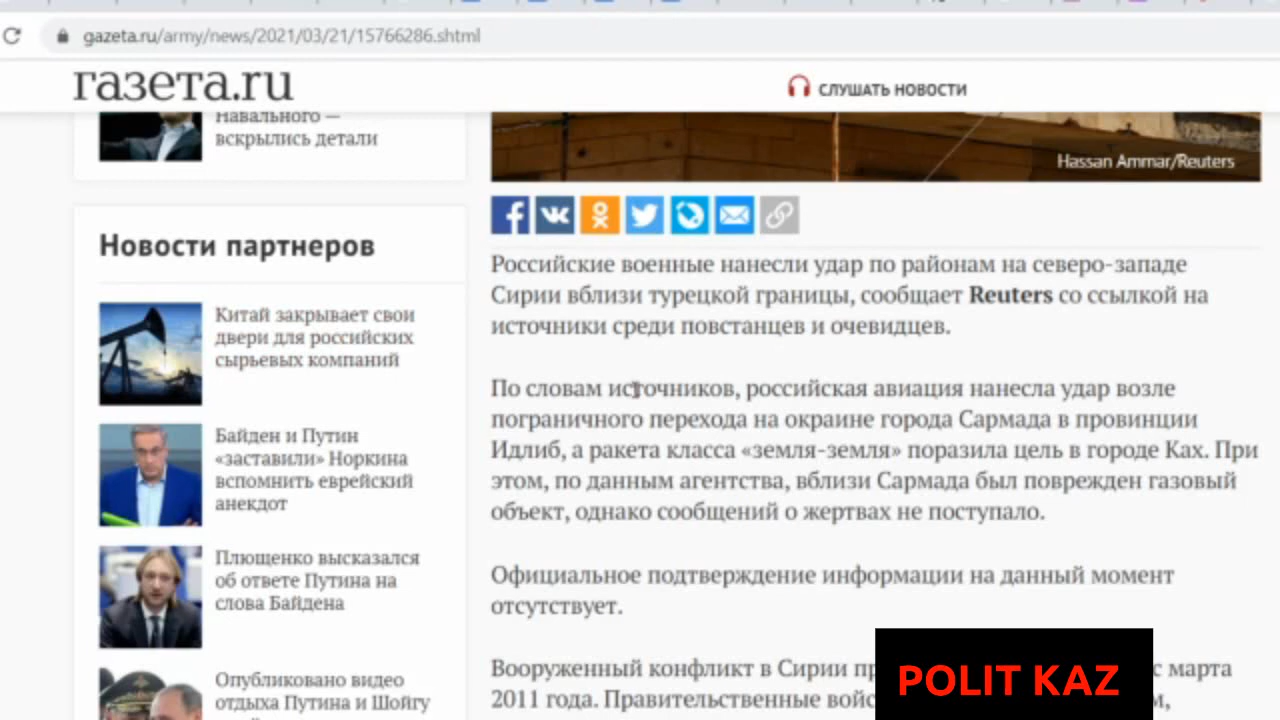 gazeta.ru/army/news/2021/03/21/15766286.shtml
газета.ru
СЛУШАТЬ НОВОСТИ
Навального —
вскрылись детали
Hassan Ammar/Reuters
Новости партнеров
Китай закрывает свои
двери для российских
сырьевых компаний
Байден и Путин
«заставили» Норкина
вспомнить еврейский
анекдот
Плющенко высказался
об ответе Путина на
слова Байдена
Опубликовано видео
отдыха Путина и Шойгу
Российские военные нанесли удар по районам на северо-западе
Сирии вблизи турецкой границы, сообщает Reuters со ссылкой на
источники среди повстанцев и очевидцев.
По словам источников, российская авиация нанесла удар возле
пограничного перехода на окраине города Сармада в провинции
Идлиб, а ракета класса «земля-земля» поразила цель в городе Ках. При
этом, по данным агентства, вблизи Сармада был поврежден газовый
объект, однако сообщений о жертвах не поступало.
Официальное подтверждение информации на данный момент
отсутствует.
Вооруженный конфликт в Сирии с марта
2011 года. Правительственные
POLIT KAZ